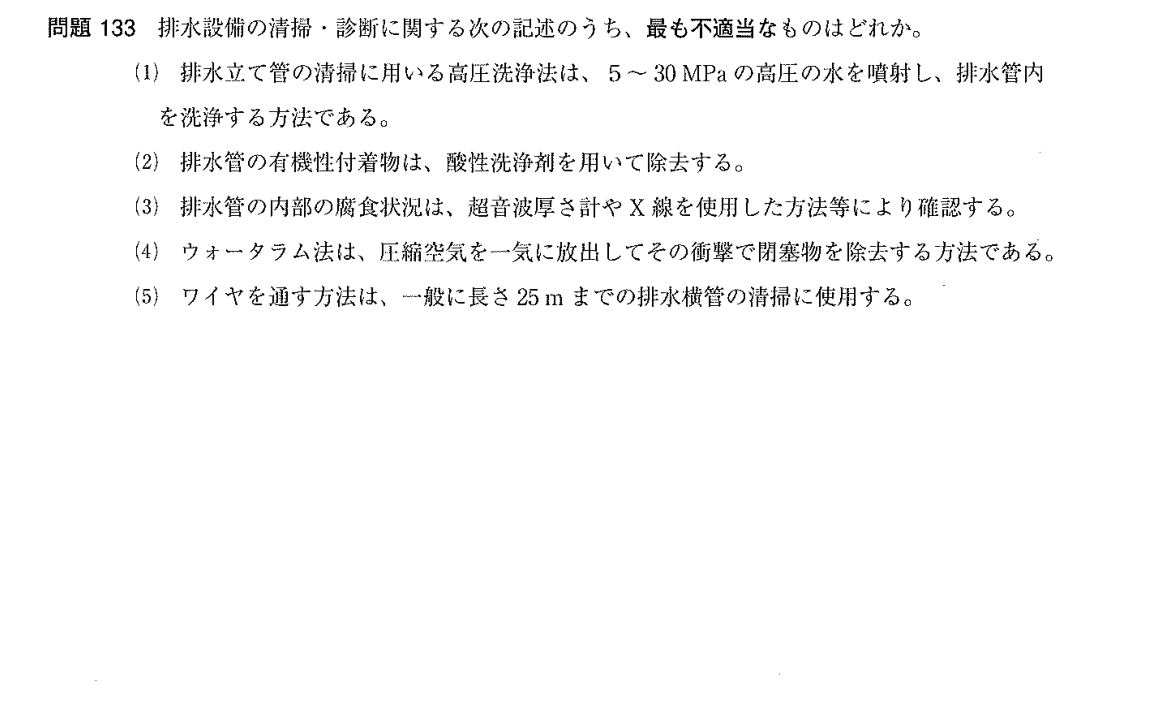 問題 133　排水設備の清掃・診断に関する次の記述のうち、最も不適当なものはどれか。
(1)　排水立て管の清掃に用いる高圧洗浄法は、5～30 MPa の高圧の水を噴射し、排水管内
を洗浄する方法である。
(2)　排水管の有機性付着物は、酸性洗浄剤を用いて除去する。
(3)　排水管の内部の腐食状況は、超音波厚さ計や X 線を使用した方法等により確認する。
(4)　ウォータラム法は、圧縮空気を一気に放出してその衝撃で閉塞物を除去する方法である。
(5)　ワイヤを通す方法は、一般に長さ 25 m までの排水横管の清掃に使用する。